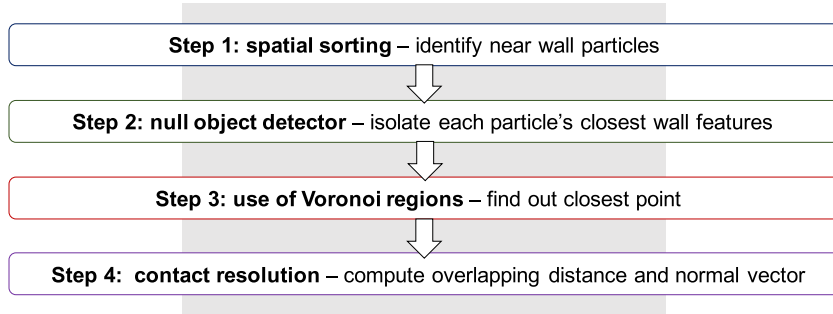 Step 1: spatial sorting – identify near wall particles
Step 2: null object detector – isolate each particle's closest wall features
Step 3: use of Voronoi regions – find out closest point
Step 4:  contact resolution – compute overlapping distance and normal vector